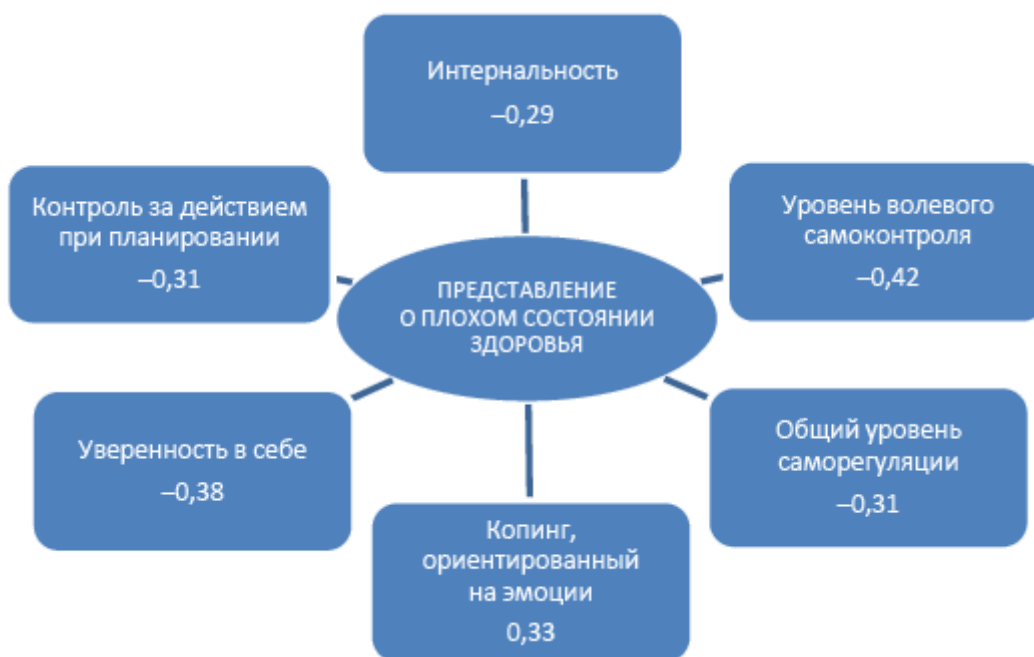 Интернальность
–0,29
Контроль за действием
при планировании
–0,31
Уровень волевого
самоконтроля
–0,42
ПРЕДСТАВЛЕНИЕ
О ПЛОХОМ СОСТОЯНИИ
ЗДОРОВЬЯ
Уверенность в себе
–0,38
Общий уровень
саморегуляции
–0,31
Копинг,
ориентированный
на эмоции
0,33